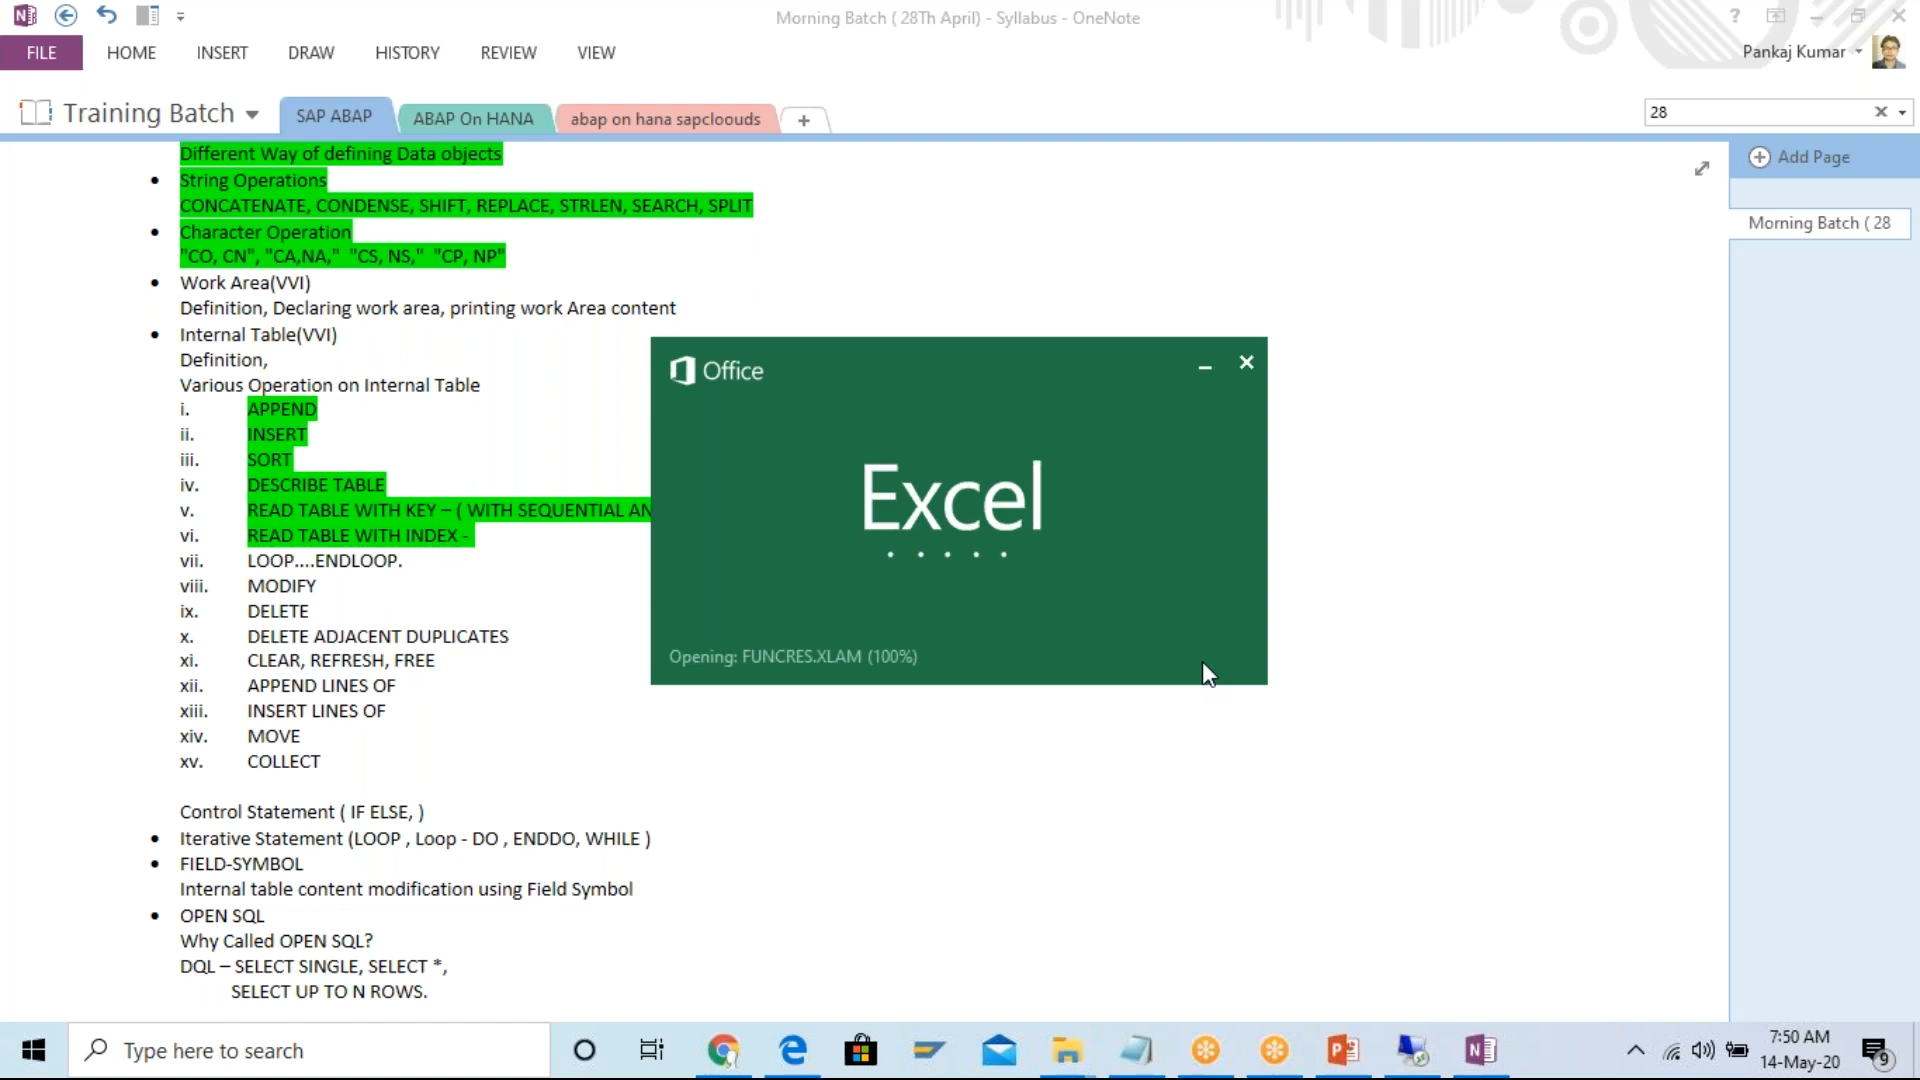 Morning Batch ( 28Th April) - Syllabus - OneNote
FILE HOME INSERT DRAW HISTORY REVIEW VIEW
Pankaj Kumar
Training Batch
SAP ABAP
ABAP On HANA
abap on hana sapcloouds
+
28
Add Page
Morning Batch ( 28
Different Way of defining Data objects
• String Operations
CONCATENATE, CONDENSE, SHIFT, REPLACE, STRLEN, SEARCH, SPLIT
• Character Operation
"CO, CN", "CA,NA," "CS, NS," "CP, NP"
• Work Area(VVI)
Definition, Declaring work area, printing work Area content
• Internal Table(VVI)
Definition,
Various Operation on Internal Table
i. APPEND
ii. INSERT
iii. SORT
iv. DESCRIBE TABLE
v. READ TABLE WITH KEY – ( WITH SEQUENTIAL AN
vi. READ TABLE WITH INDEX -
vii. LOOP....ENDLOOP.
viii. MODIFY
ix. DELETE
x. DELETE ADJACENT DUPLICATES
xi. CLEAR, REFRESH, FREE
xii. APPEND LINES OF
xiii. INSERT LINES OF
xiv. MOVE
xv. COLLECT
Control Statement ( IF ELSE, )
• Iterative Statement (LOOP , Loop - DO , ENDDO, WHILE )
• FIELD-SYMBOL
Internal table content modification using Field Symbol
• OPEN SQL
Why Called OPEN SQL?
DQL – SELECT SINGLE, SELECT *,
SELECT UP TO N ROWS.
Office
Excel
Opening: FUNCRES.XLAM (100%)
Type here to search
7:50 AM
14-May-20
9